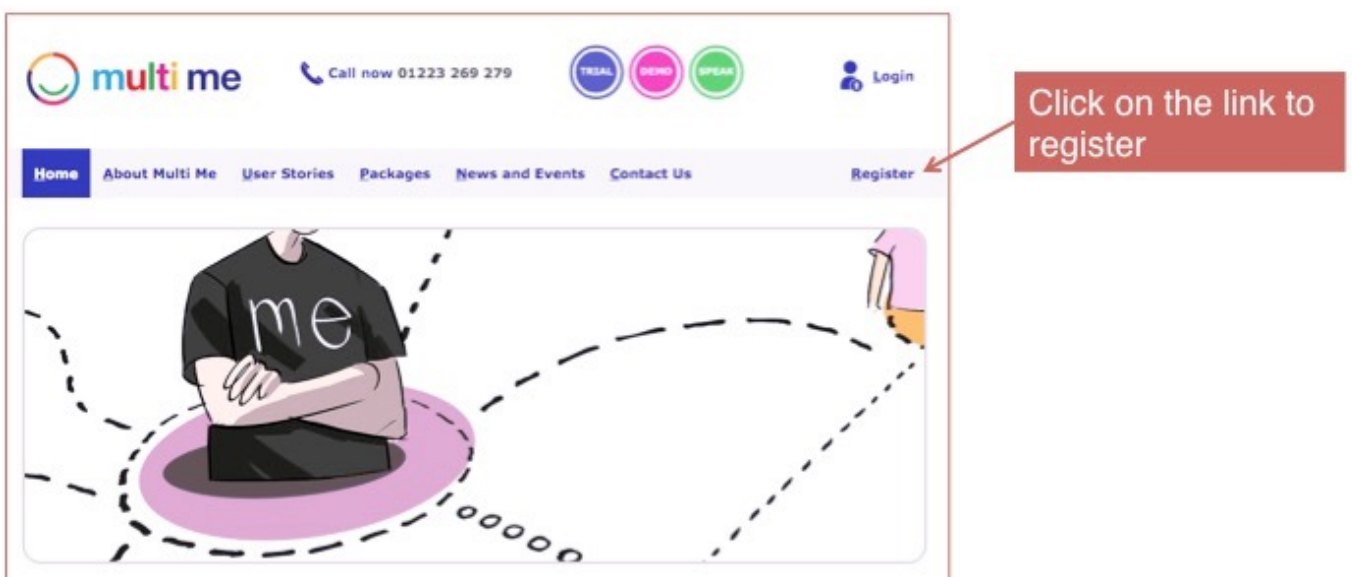 multi me
Call now 01223 269 279
TRIAL
DEMO
SPEAK
Login
Click on the link to
register
Home About Multi Me User Stories Packages News and Events Contact Us Register
me